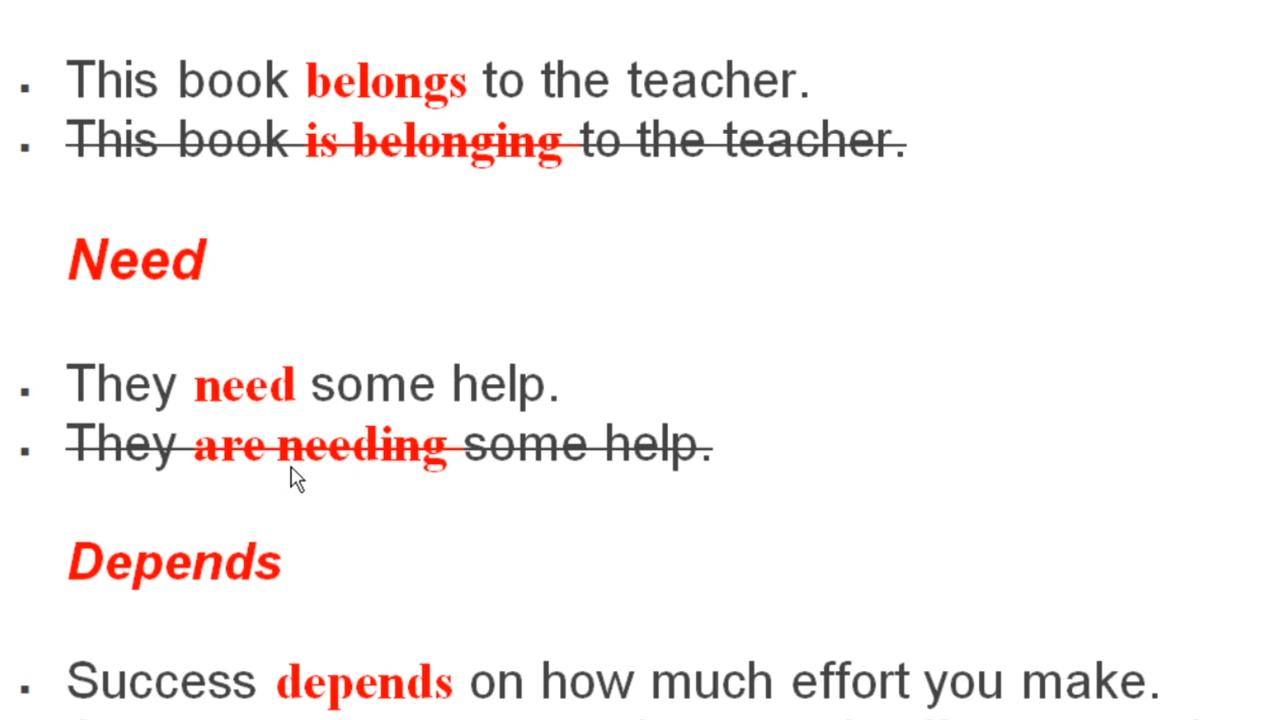 ▪ This book belongs to the teacher.
▪ This book is belonging to the teacher.
Need
▪ They need some help.
▪ They are needing some help.
Depends
▪ Success depends on how much effort you make.